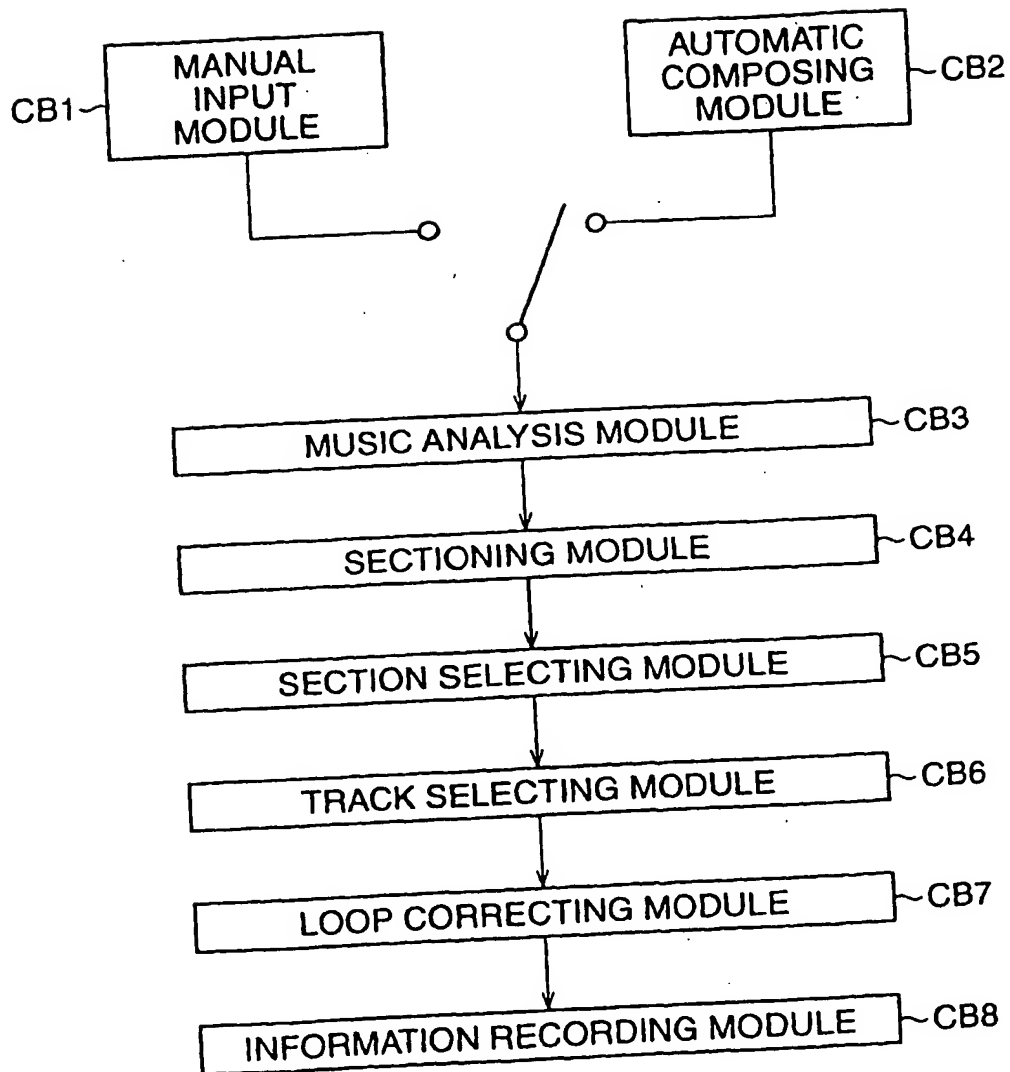 MANUAL
INPUT
MODULE
CB1
AUTOMATIC
COMPOSING
MODULE
CB2
MUSIC ANALYSIS MODULE
CB3
SECTIONING MODULE
CB4
SECTION SELECTING MODULE
CB5
TRACK SELECTING MODULE
CB6
LOOP CORRECTING MODULE
CB7
INFORMATION RECORDING MODULE
CB8